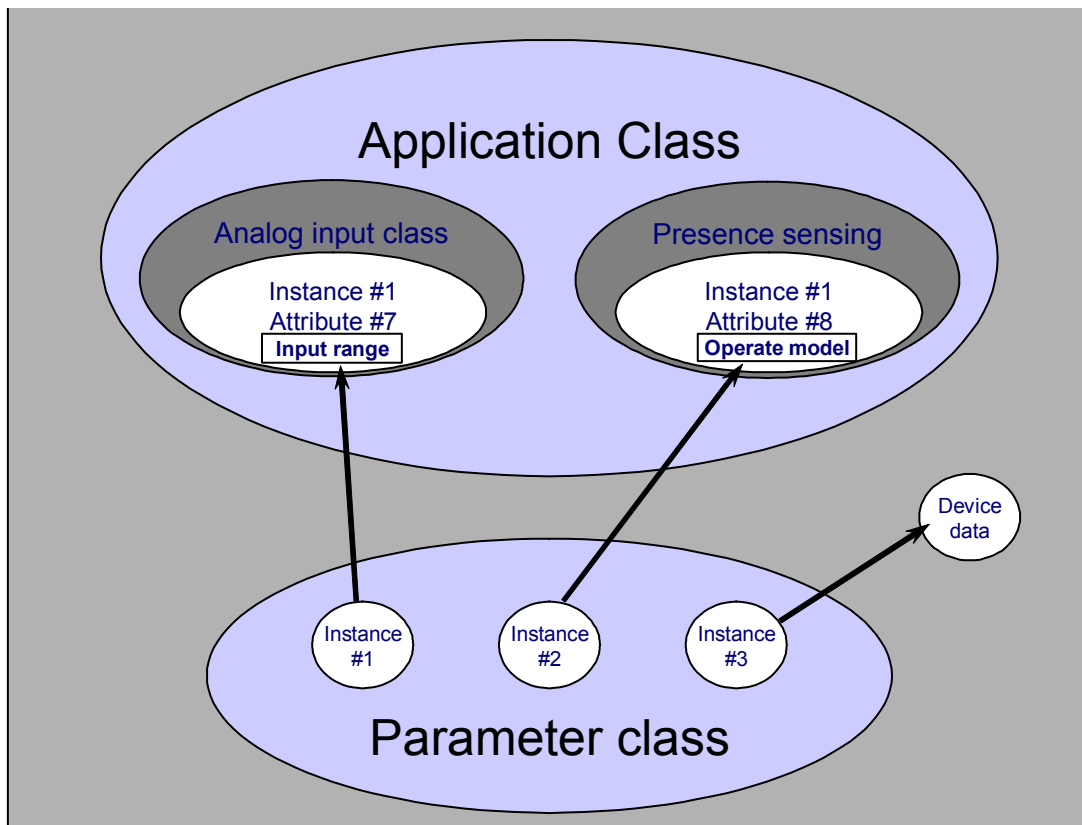 Application Class
Analog input class
Instance #1
Attribute #7
Input range
Presence sensing
Instance #1
Attribute #8
Operate model
Device
data
Instance
#1
Instance
#2
Instance
#3
Parameter class